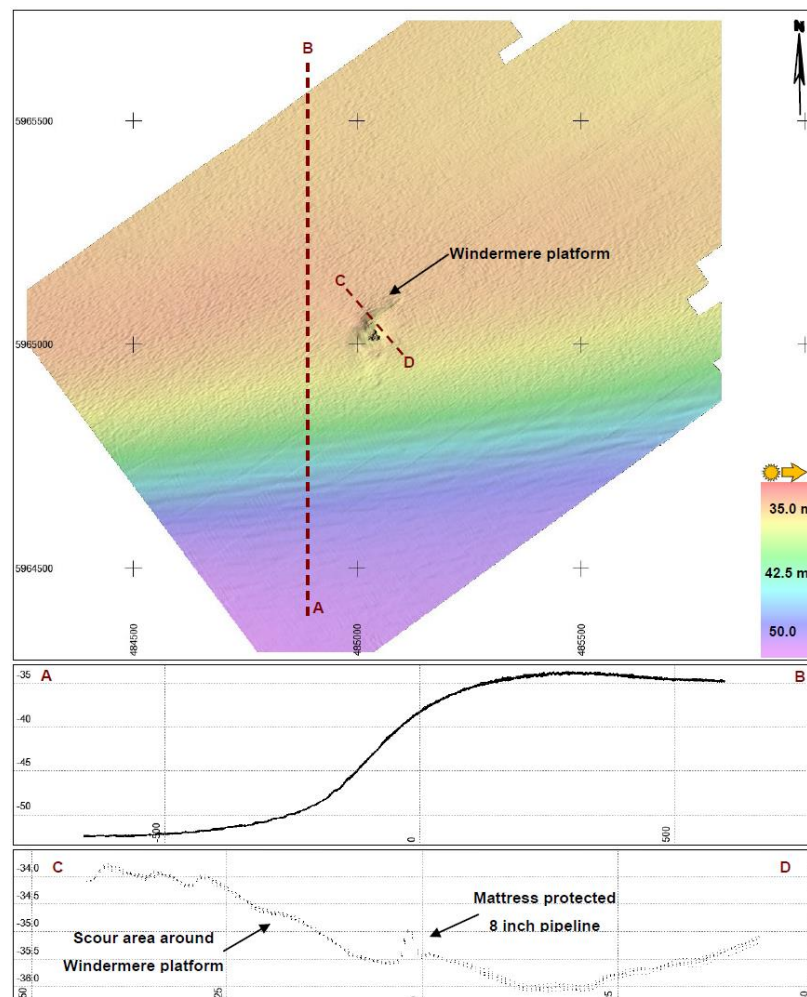 B
N
5965500
Windermere platform
C
5965000
D
35.0 m
42.5 m
50.0
5964500
A
484500
485000
485500
A
B
-35
-40
-45
-50
-500
0
500
C
D
-34.0
-34.5
-35.0
-35.5
-36.0
Mattress protected
8 inch pipeline
Scour area around
Windermere platform